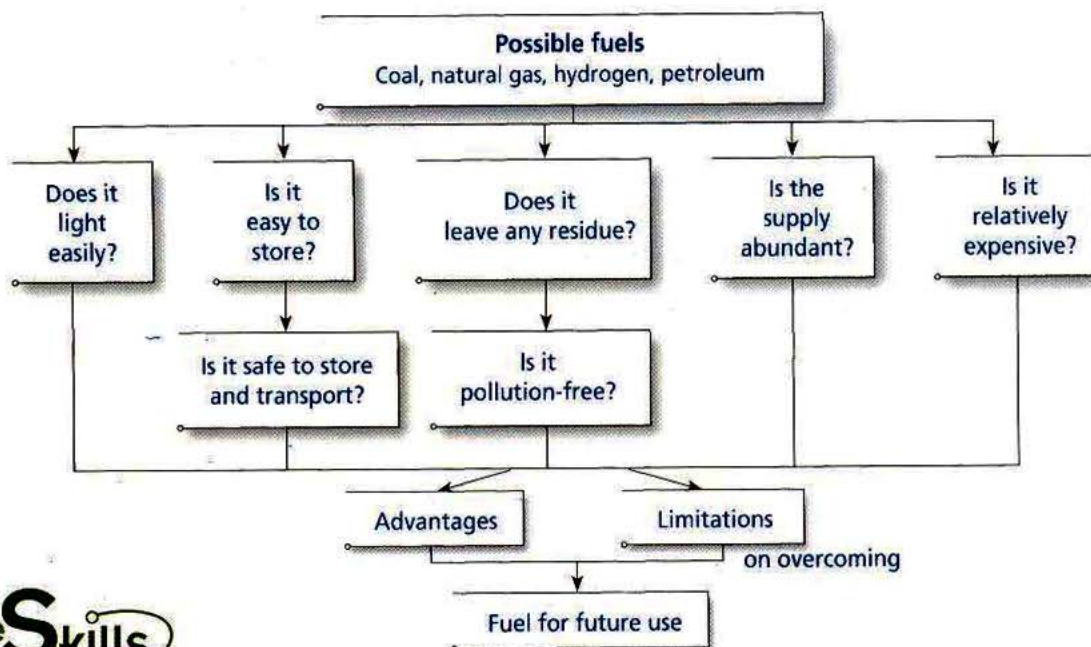 Possible fuels
Coal, natural gas, hydrogen, petroleum
Does it
light
easily?
Is it
easy to
store?
Does it
leave any residue?
Is the
supply
abundant?
Is it
relatively
expensive?
Is it safe to store
and transport?
Is it
pollution-free?
Advantages
Limitations
on overcoming
Fuel for future use
Skills